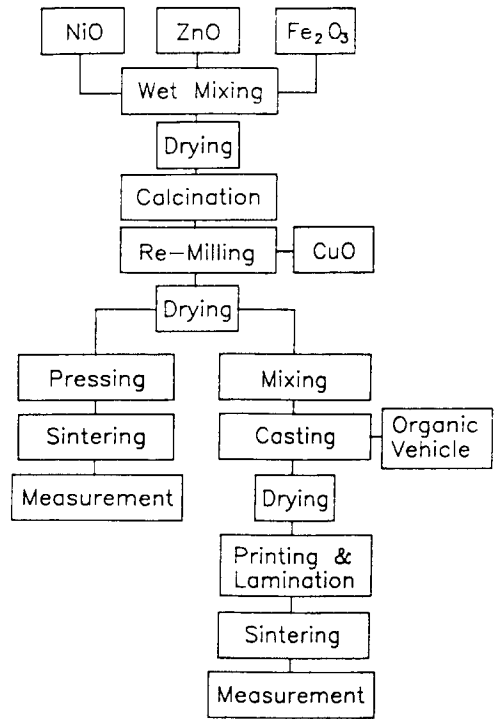 NiO
ZnO
Fe₂O₃
Wet Mixing
Drying
Calcination
Re-Milling
CuO
Drying
Pressing
Mixing
Sintering
Casting
Organic
Vehicle
Measurement
Drying
Printing &
Lamination
Sintering
Measurement